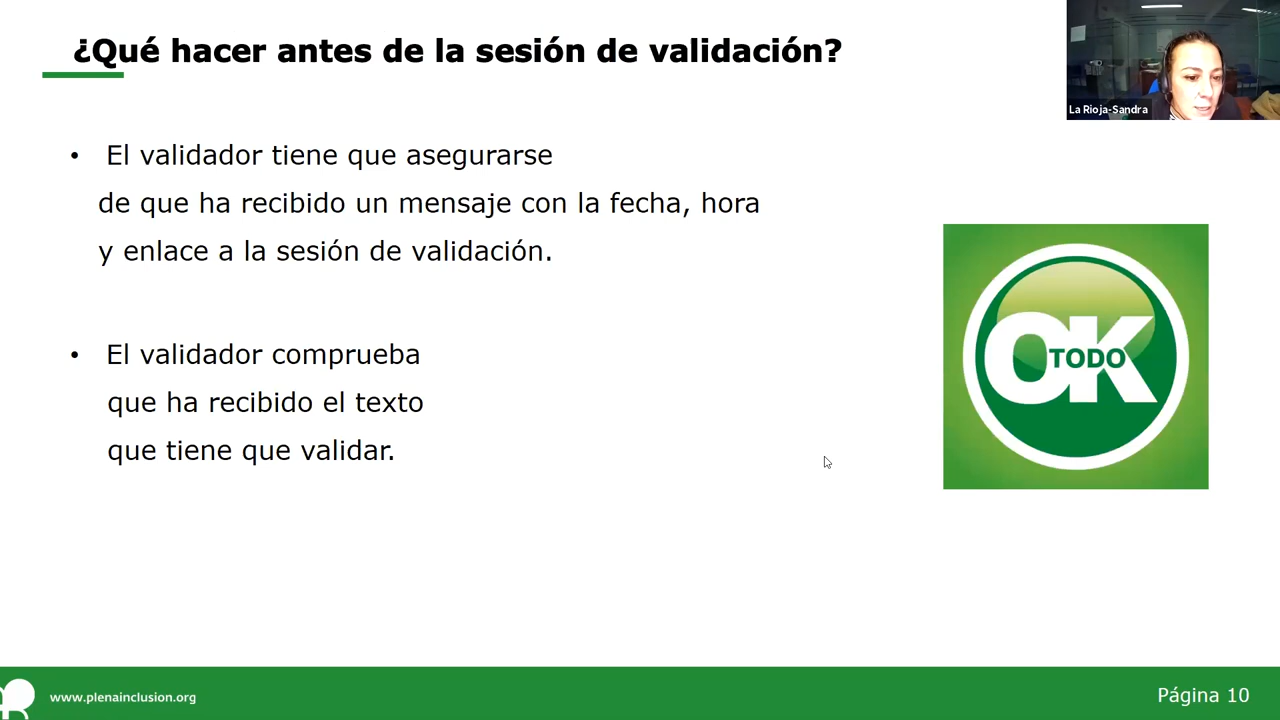 ¿Qué hacer antes de la sesión de validación?
La Rioja-Sandra
• El validador tiene que asegurarse
de que ha recibido un mensaje con la fecha, hora
y enlace a la sesión de validación.
• El validador comprueba
que ha recibido el texto
que tiene que validar.
OK
TODO
www.plenainclusion.org
Página 10